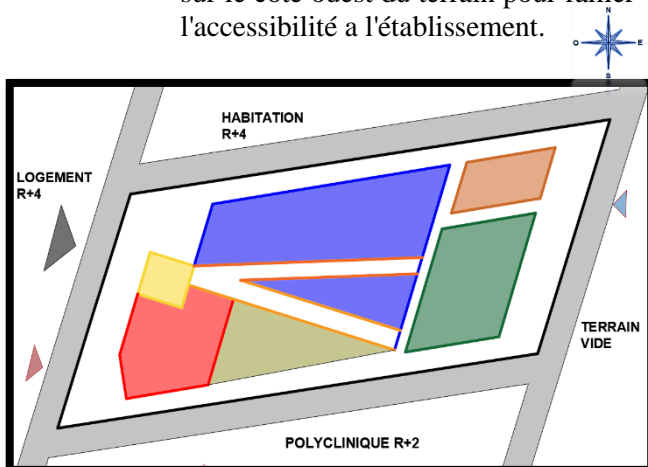 l'accessibilité a l'établissement.
N
O
E
S
HABITATION
R+4
LOGEMENT
R+4
TERRAIN
VIDE
POLYCLINIQUE R+2